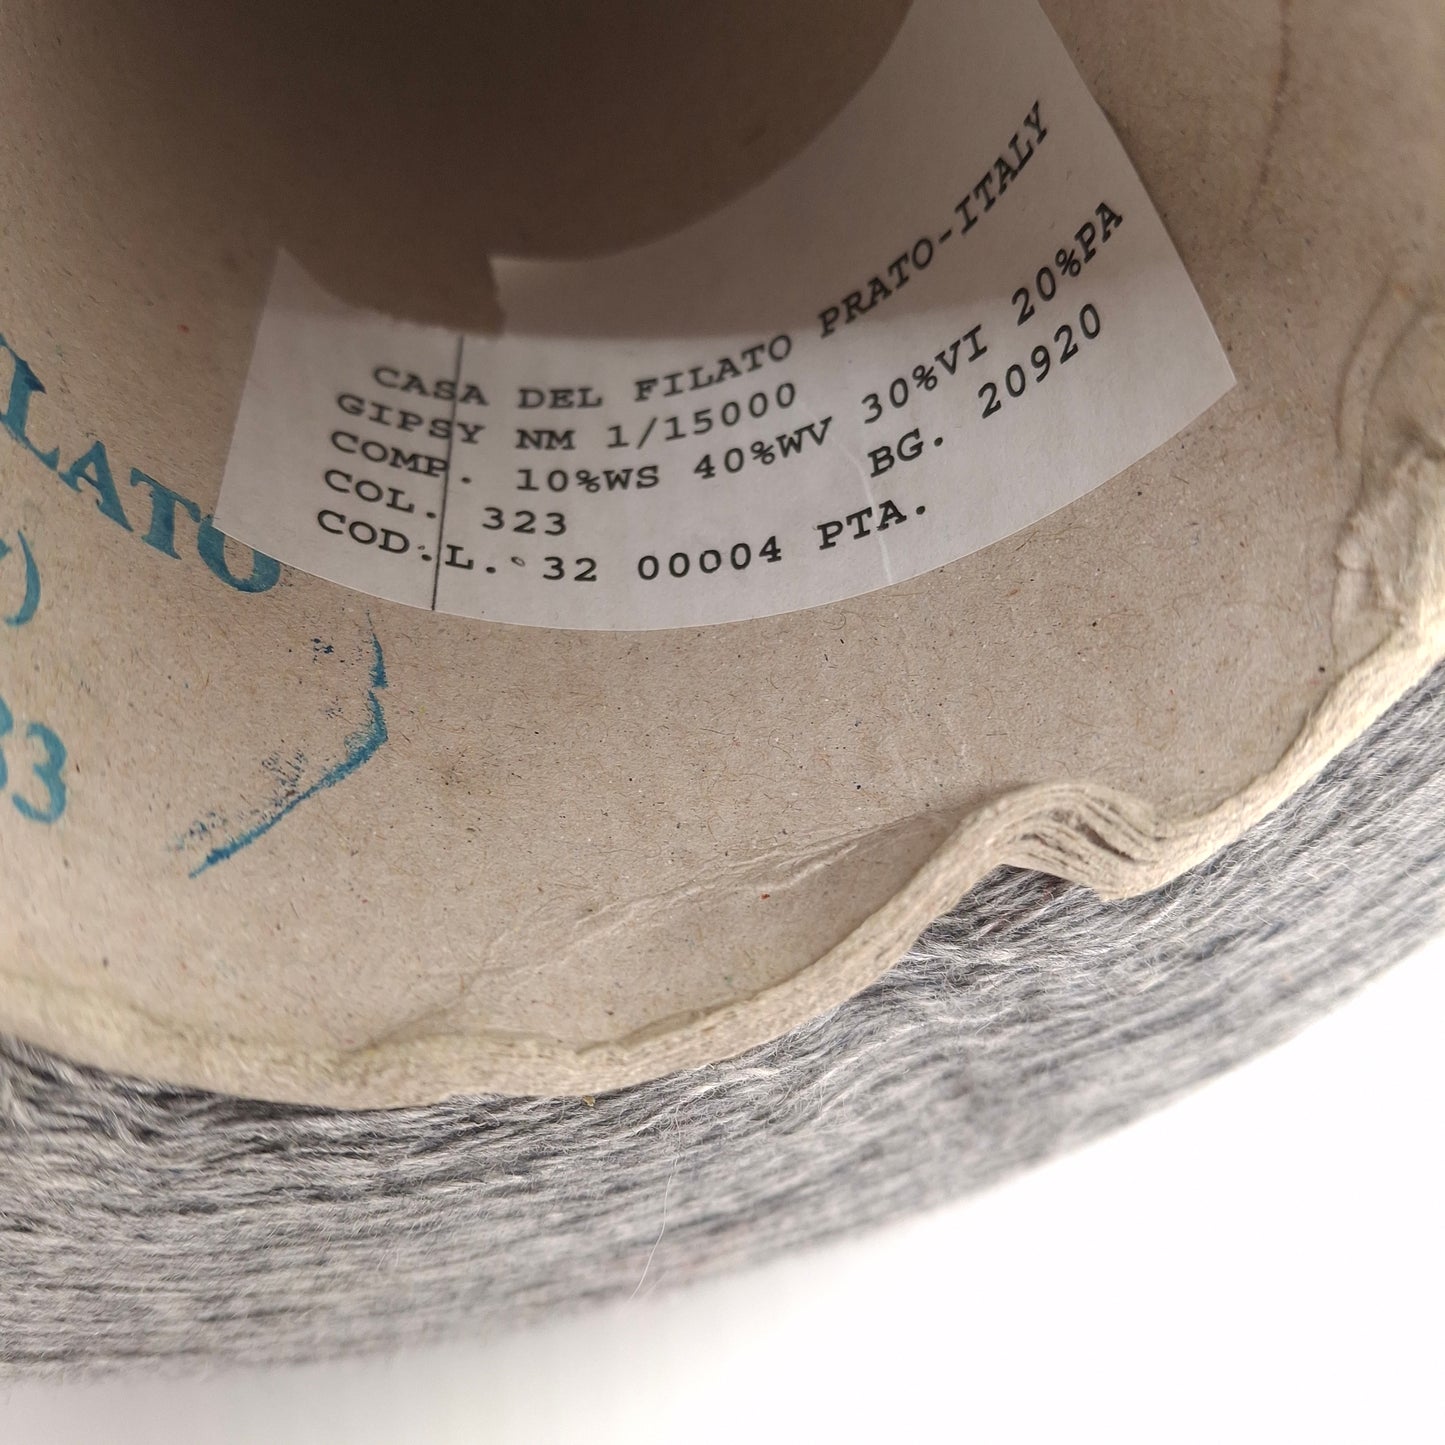 CASA DEL FILATO PRATO-ITALY
GIPSY NM 1/15000
COMP. 10%WS 40%WV 30%VI 20%PA
COL. 323 BG. 20920
COD.L. 32 00004 PTA.